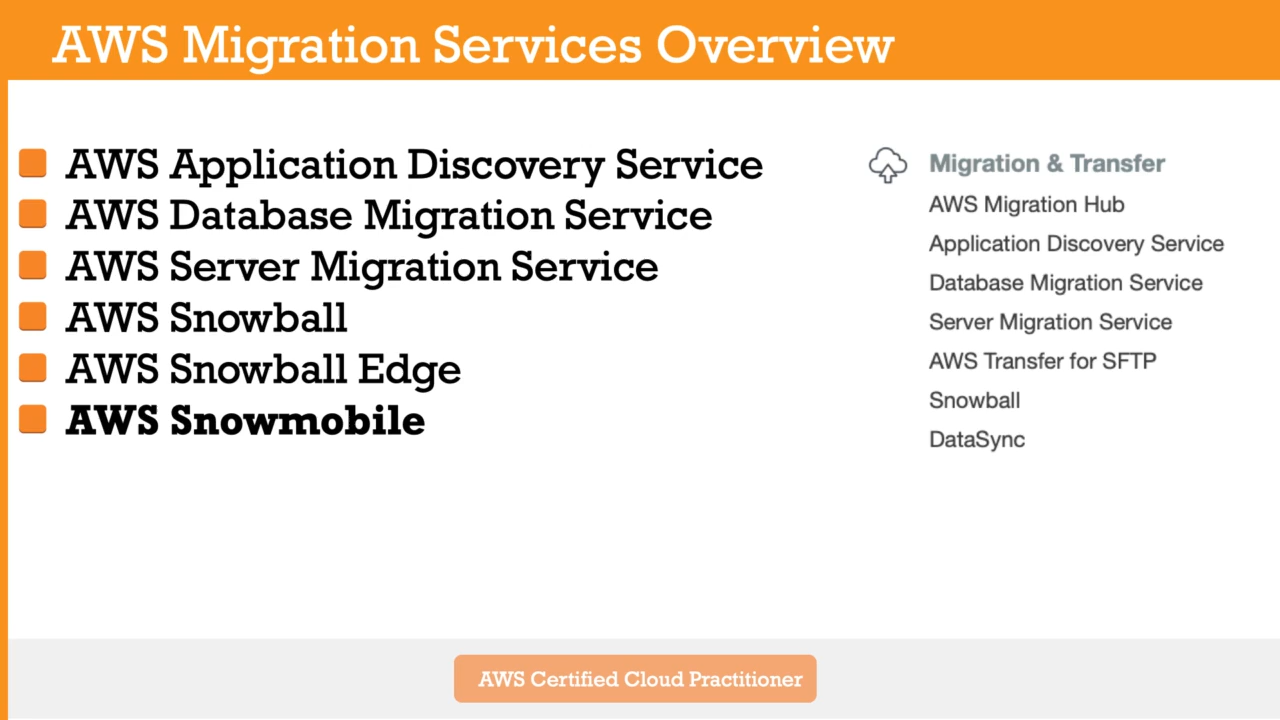 AWS Migration Services Overview
AWS Application Discovery Service
AWS Database Migration Service
AWS Server Migration Service
AWS Snowball
AWS Snowball Edge
AWS Snowmobile
Migration & Transfer
AWS Migration Hub
Application Discovery Service
Database Migration Service
Server Migration Service
AWS Transfer for SFTP
Snowball
DataSync
AWS Certified Cloud Practitioner